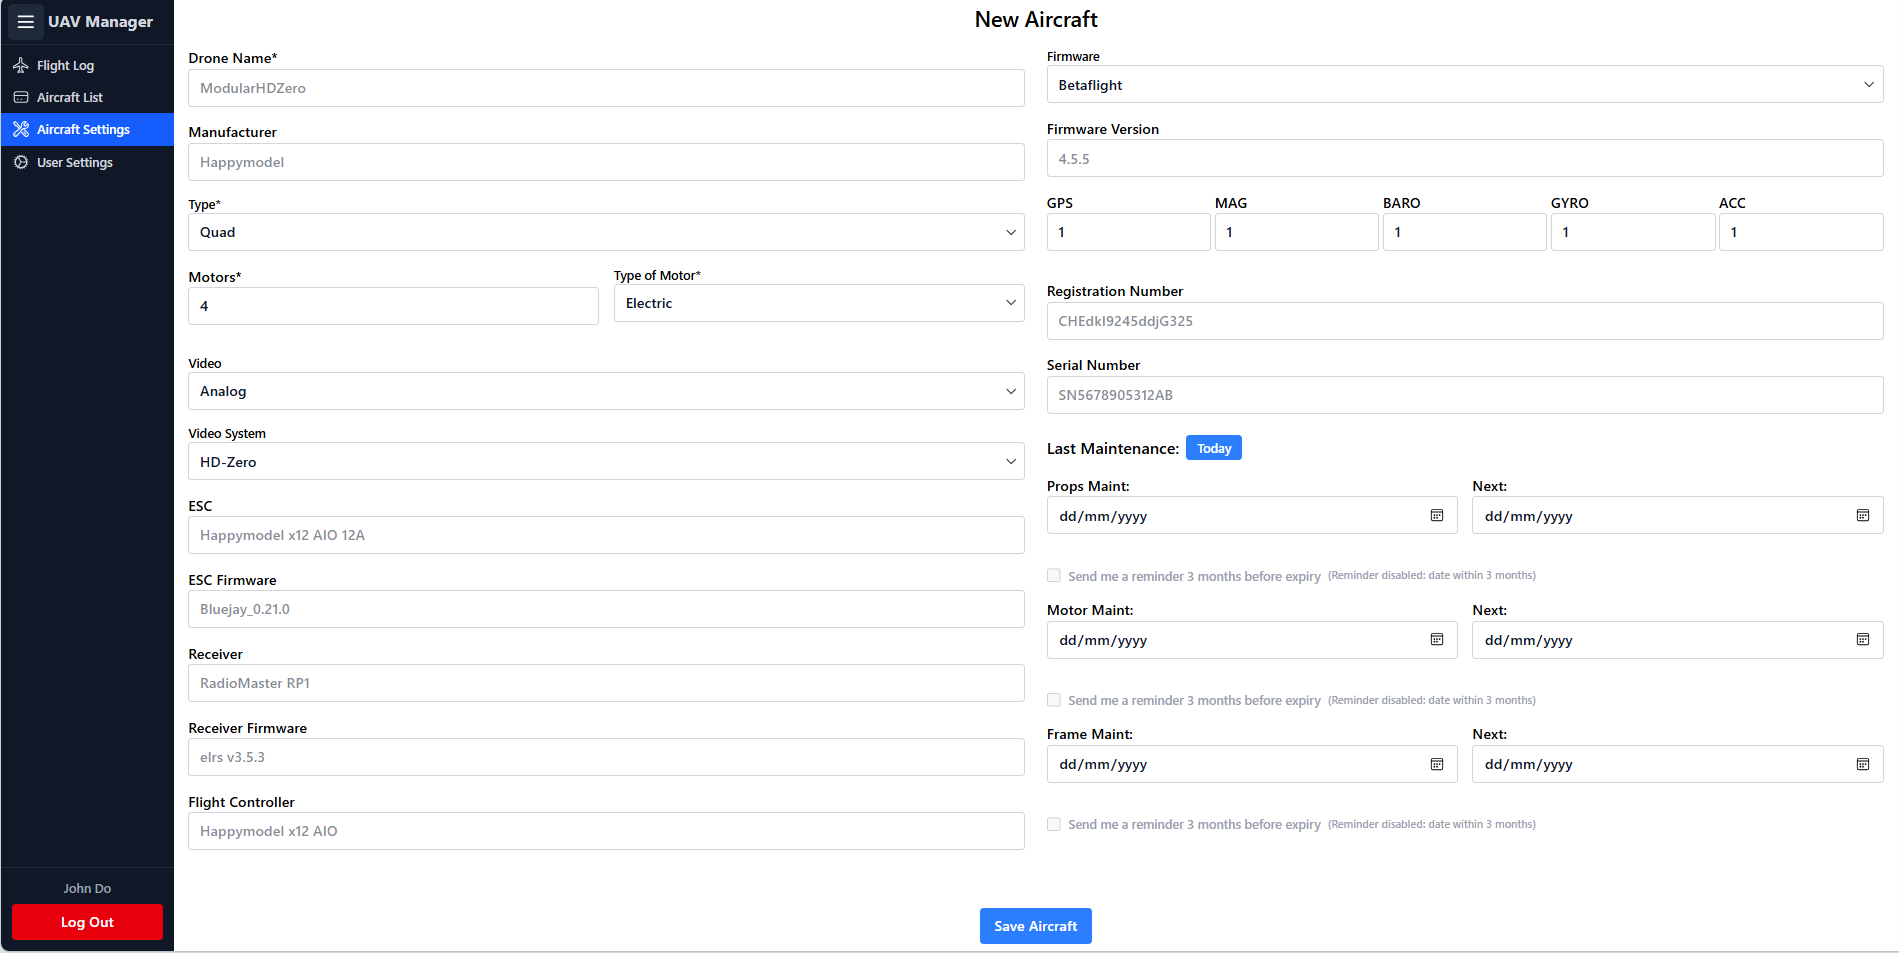 UAV Manager
Flight Log
Aircraft List
Aircraft Settings
User Settings
John Do
Log Out
New Aircraft
Drone Name*
ModularHDZero
Manufacturer
Happymodel
Type*
Quad
Motors*
4
Type of Motor*
Electric
Video
Analog
Video System
HD-Zero
ESC
Happymodel x12 AIO 12A
ESC Firmware
Bluejay_0.21.0
Receiver
RadioMaster RP1
Receiver Firmware
elrs v3.5.3
Flight Controller
Happymodel x12 AIO
Firmware
Betaflight
Firmware Version
4.5.5
GPS MAG BARO GYRO ACC
1 1 1 1 1
Registration Number
CHEdkl9245ddjG325
Serial Number
SN5678905312AB
Last Maintenance: Today
Props Maint: Next:
dd/mm/yyyy dd/mm/yyyy
Send me a reminder 3 months before expiry (Reminder disabled: date within 3 months)
Motor Maint: Next:
dd/mm/yyyy dd/mm/yyyy
Send me a reminder 3 months before expiry (Reminder disabled: date within 3 months)
Frame Maint: Next:
dd/mm/yyyy dd/mm/yyyy
Send me a reminder 3 months before expiry (Reminder disabled: date within 3 months)
Save Aircraft